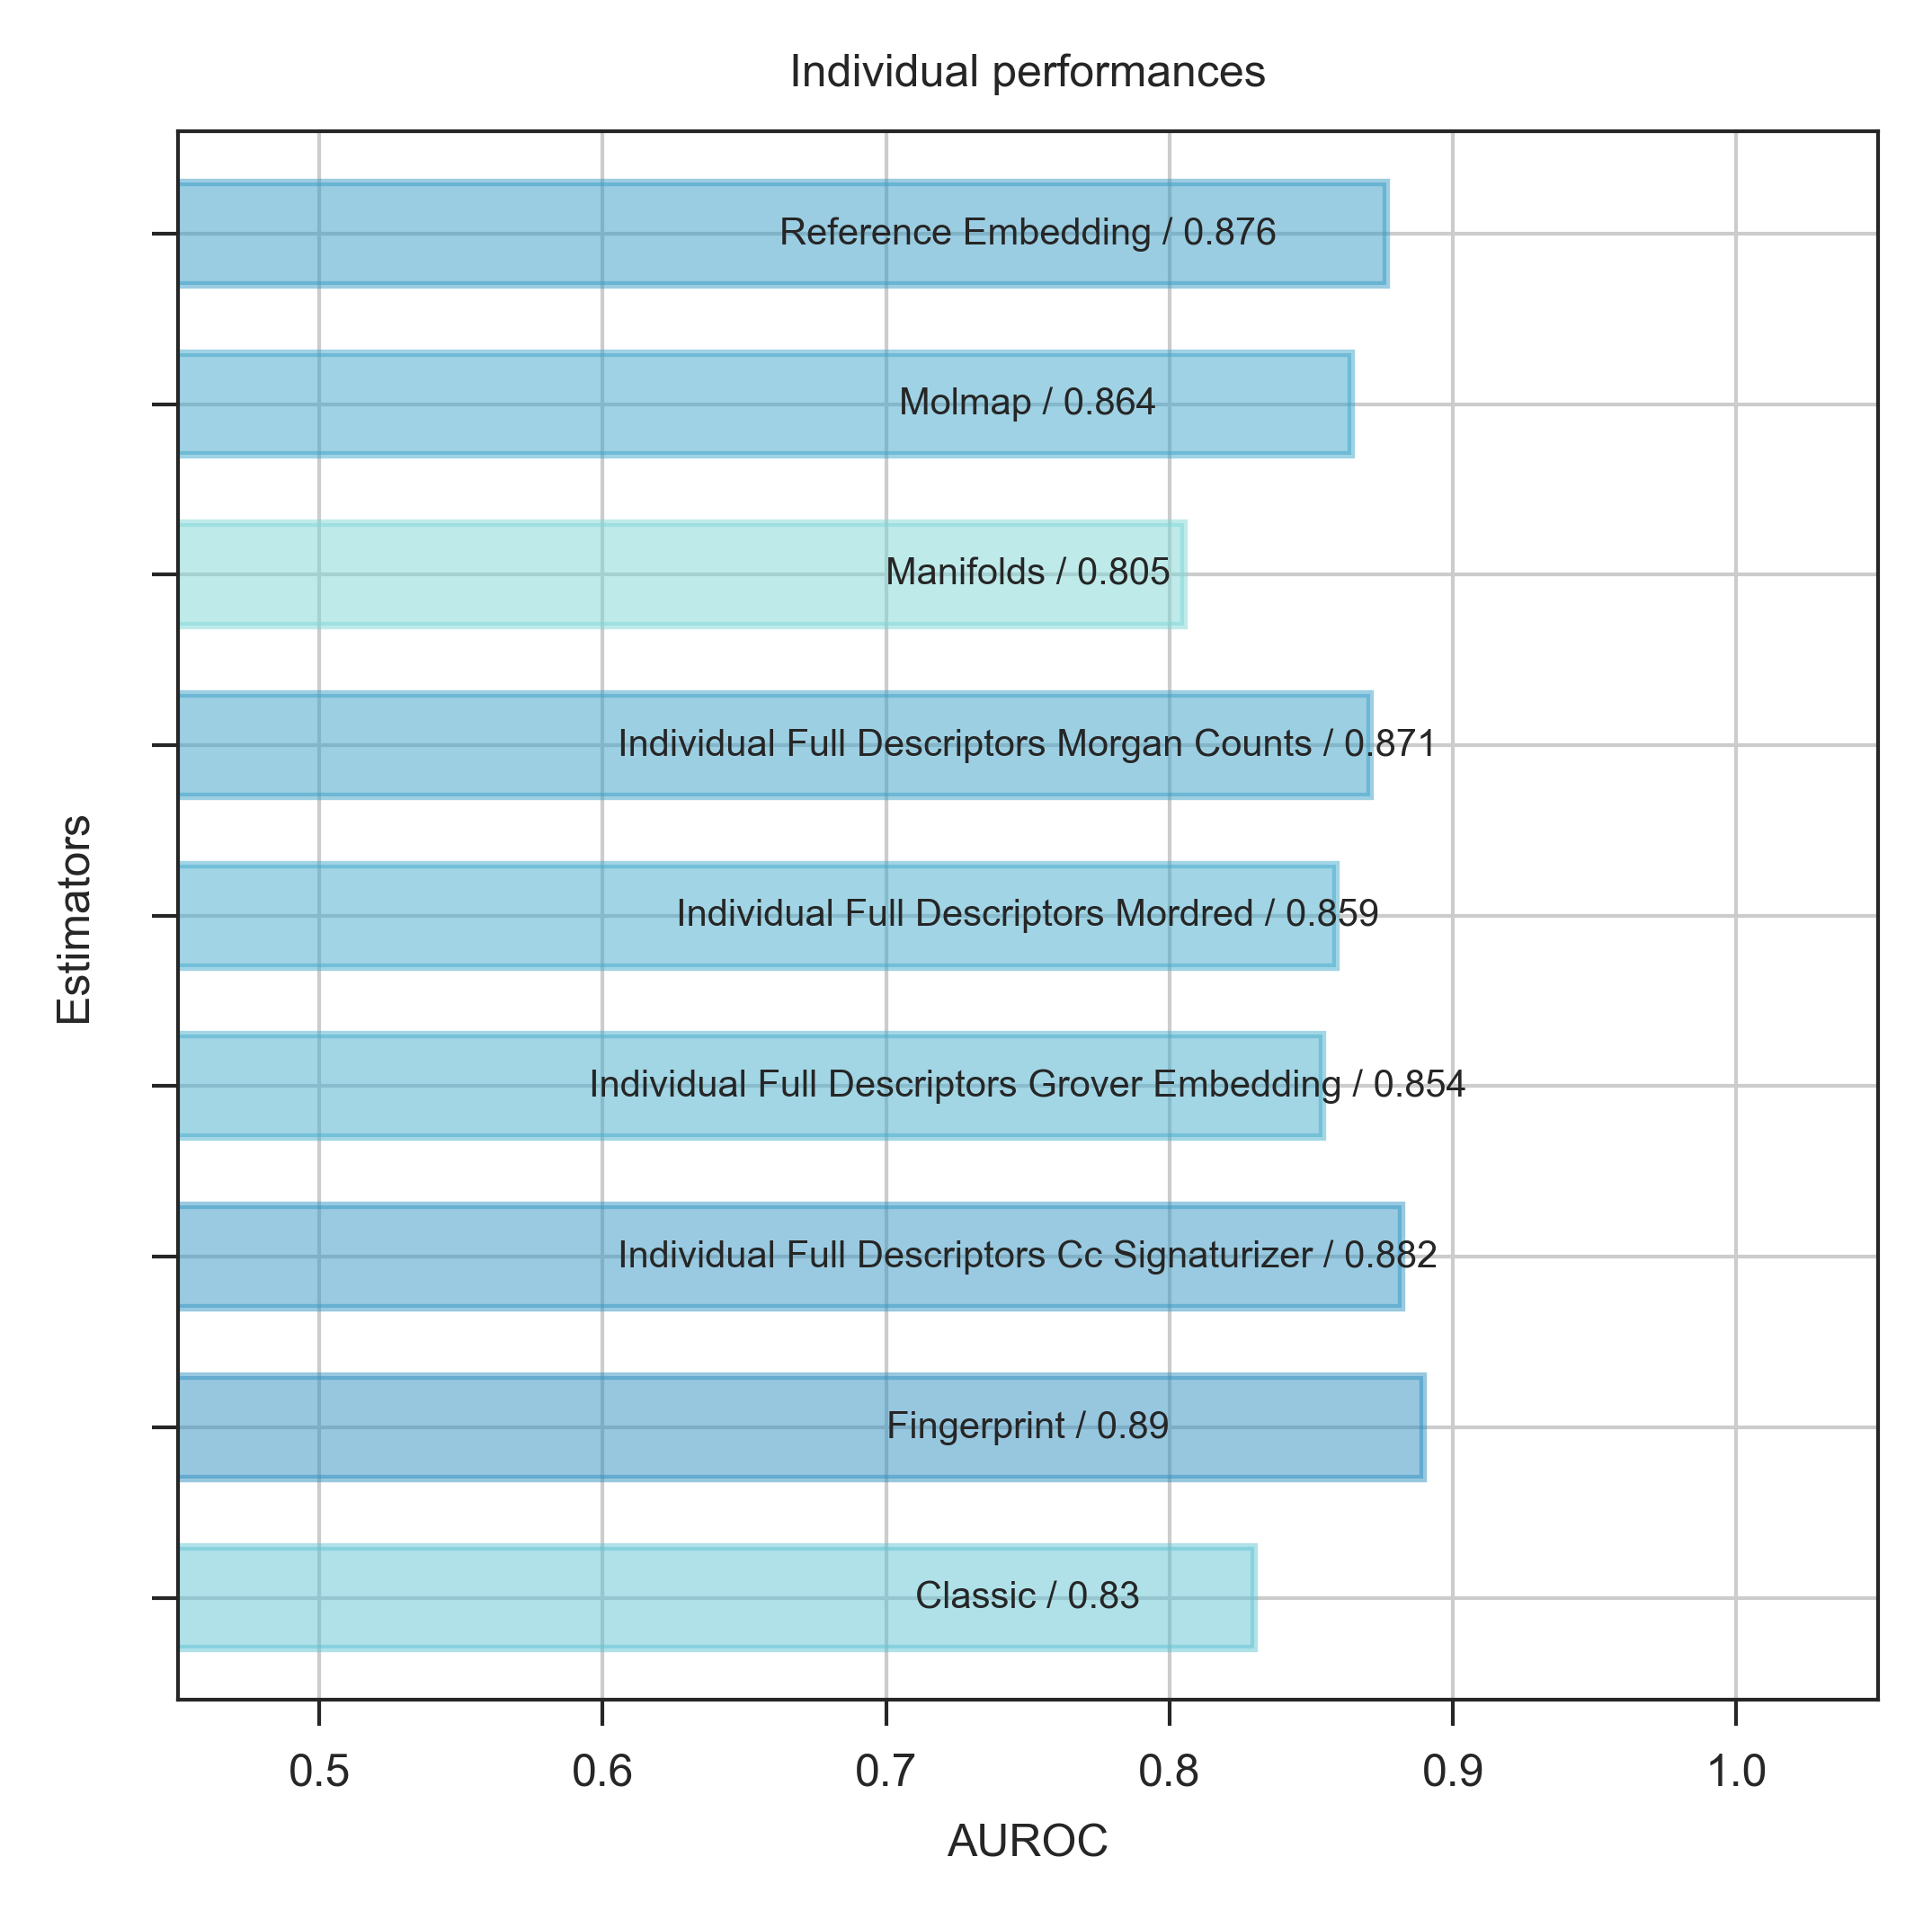 Individual performances
Reference Embedding / 0.876
Molmap / 0.864
Manifolds / 0.805
Individual Full Descriptors Morgan Counts / 0.871
Individual Full Descriptors Mordred / 0.859
Individual Full Descriptors Grover Embedding / 0.854
Individual Full Descriptors Cc Signaturizer / 0.882
Fingerprint / 0.89
Classic / 0.83
Estimators
0.5 0.6 0.7 0.8 0.9 1.0
AUROC